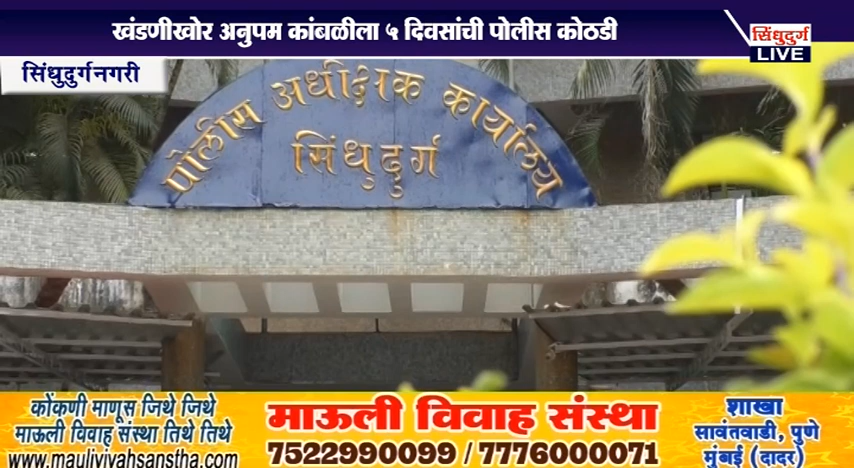 खंडणीखोर अनुपम कांबळीला ५ दिवसांची पोलीस कोठडी
सिंधुदुर्ग
LIVE
सिंधुदुर्गनगरी
पोलीस अधीक्षक कार्यालय
सिंधुदुर्ग
कोंकणी माणूस जिथे जिथे
माऊली विवाह संस्था तिथे तिथे
www.maulivivahsanstha.com
माऊली विवाह संस्था
7522990099 / 7776000071
शाखा
सावंतवाडी, पुणे
मुंबई (दादर)